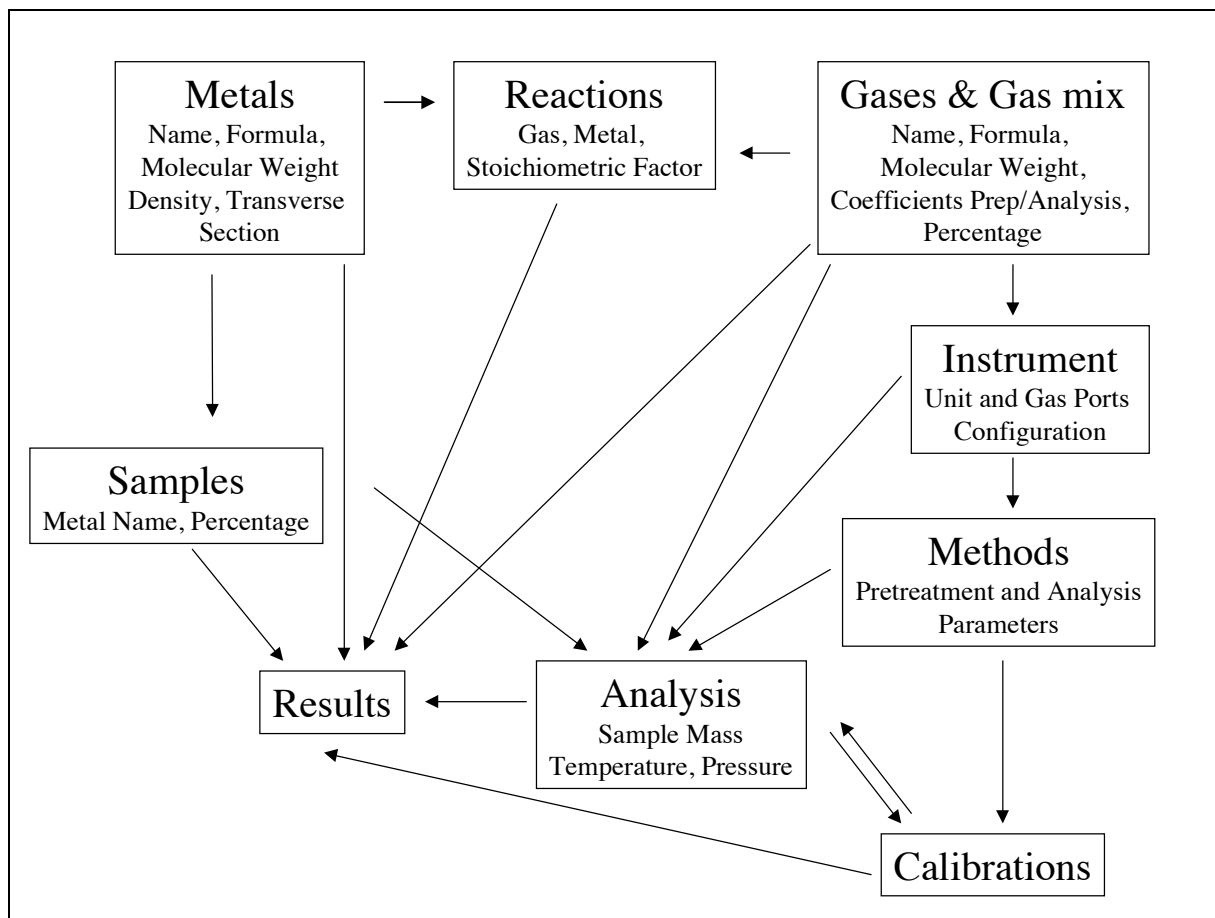 Metals
Name, Formula,
Molecular Weight
Density, Transverse
Section
Reactions
Gas, Metal,
Stoichiometric Factor
Gases & Gas mix
Name, Formula,
Molecular Weight,
Coefficients Prep/Analysis,
Percentage
Instrument
Unit and Gas Ports
Configuration
Samples
Metal Name, Percentage
Methods
Pretreatment and Analysis
Parameters
Results
Analysis
Sample Mass
Temperature, Pressure
Calibrations